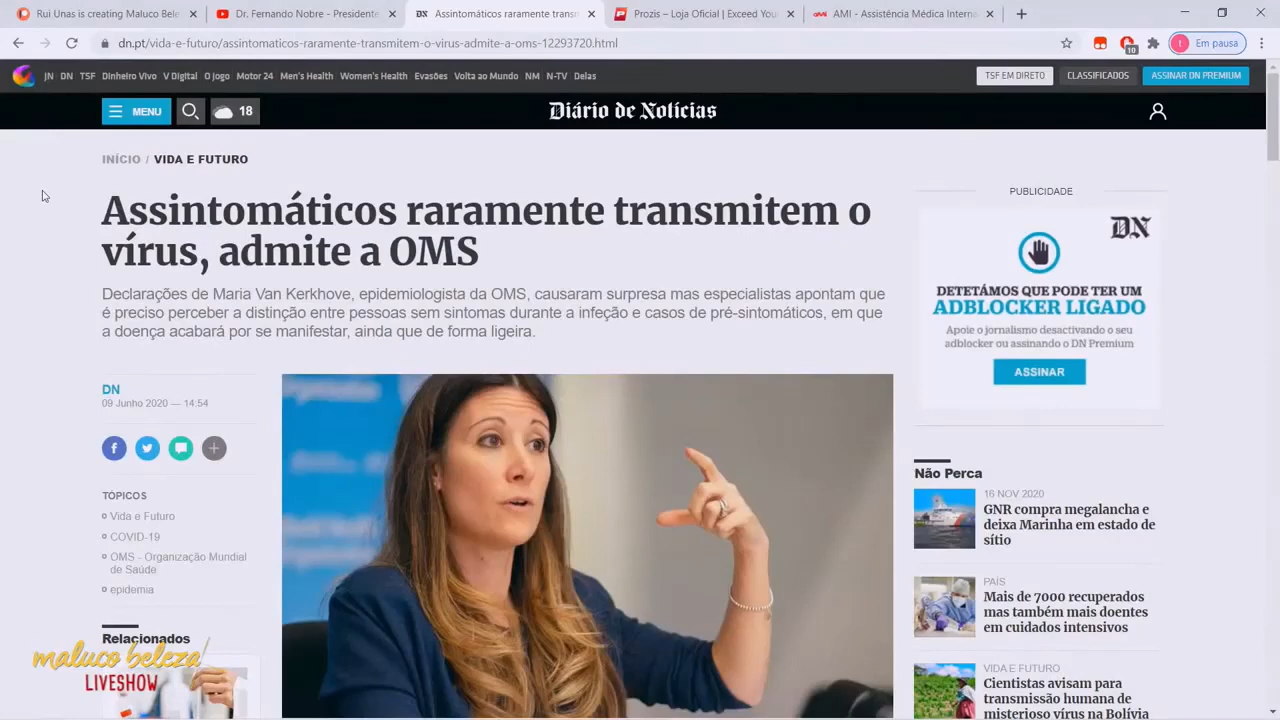 Rui Unas is creating Maluco Bele
Dr. Fernando Nobre - Presidente
DN Assintomáticos raramente transm
Prozis – Loja Oficial | Exceed You
AMI - Assistência Médica Interna
dn.pt/vida-e-futuro/assintomaticos-raramente-transmitem-o-virus-admite-a-oms-12293720.html
10
t Em pausa
JN DN TSF Dinheiro Vivo V Digital O Jogo Motor 24 Men's Health Women's Health Evasões Volta ao Mundo NM N-TV Delas
TSF EM DIRETO
CLASSIFICADOS
ASSINAR DN PREMIUM
MENU
18
Diário de Notícias
INÍCIO / VIDA E FUTURO
Assintomáticos raramente transmitem o
vírus, admite a OMS
Declarações de Maria Van Kerkhove, epidemiologista da OMS, causaram surpresa mas especialistas apontam que
é preciso perceber a distinção entre pessoas sem sintomas durante a infeção e casos de pré-sintomáticos, em que
a doença acabará por se manifestar, ainda que de forma ligeira.
DN
09 Junho 2020 — 14:54
TÓPICOS
Vida e Futuro
COVID-19
OMS - Organização Mundial
de Saúde
epidemia
Relacionados
maluco beleza
LIVESHOW
PUBLICIDADE
DN
DETETÁMOS QUE PODE TER UM
ADBLOCKER LIGADO
Apoie o jornalismo desactivando o seu
adblocker ou assinando o DN Premium
ASSINAR
Não Perca
16 NOV 2020
GNR compra megalancha e
deixa Marinha em estado de
sítio
PAÍS
Mais de 7000 recuperados
mas também mais doentes
em cuidados intensivos
VIDA E FUTURO
Cientistas avisam para
transmissão humana de
misterioso vírus na Bolívia